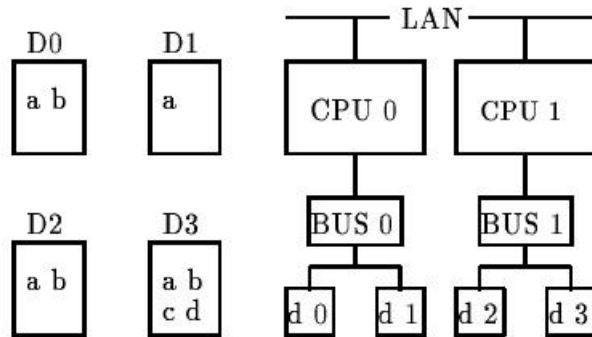 LAN
D0
D1
a b
a
CPU 0
CPU 1
D2
D3
BUS 0
BUS 1
a b
a b
c d
d 0
d 1
d 2
d 3